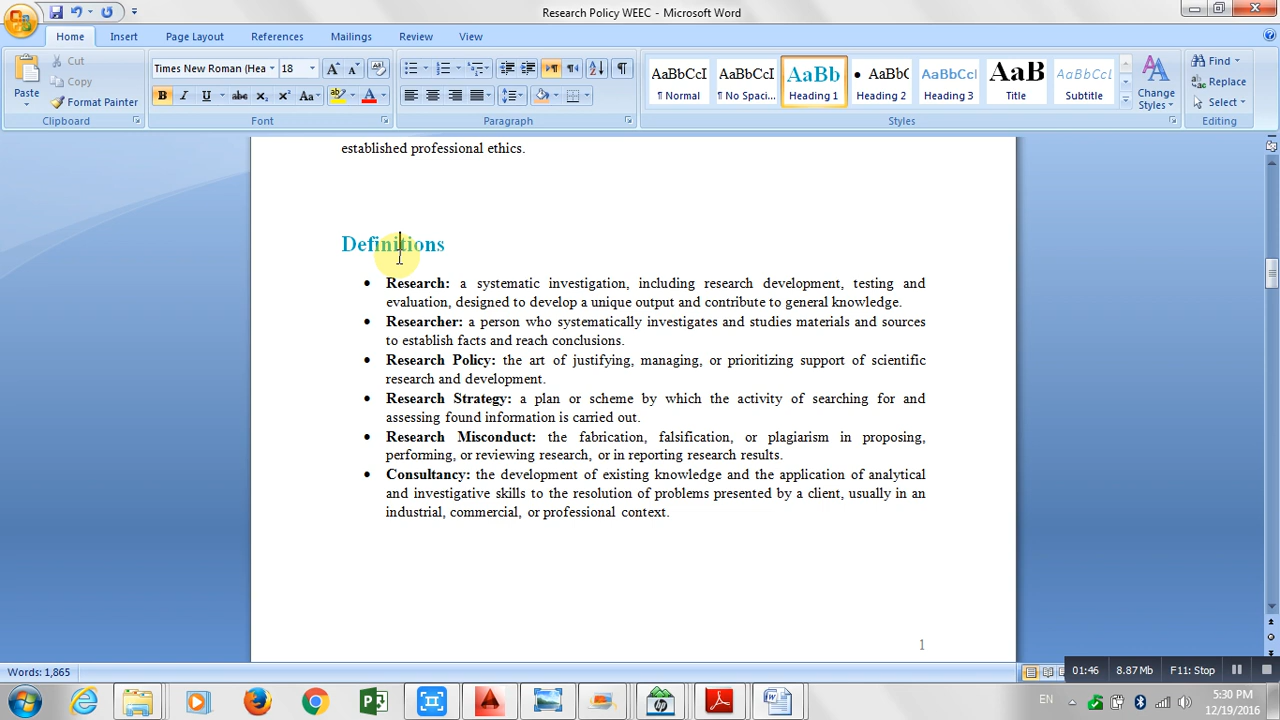 Research Policy WEEC - Microsoft Word
Home Insert Page Layout References Mailings Review View
Paste
Cut
Copy
Format Painter
Clipboard
Times New Roman (Hea 18
B I U abc x₂ x² Aa
Font
Paragraph
AaBbCcI AaBbCcI AaBb AaBbC AaBbCcI AaB AaBbCcL
¶ Normal ¶ No Spaci... Heading 1 Heading 2 Heading 3 Title Subtitle
Change Styles
Styles
Find
Replace
Select
Editing
established professional ethics.
Definitions
• Research: a systematic investigation, including research development, testing and
evaluation, designed to develop a unique output and contribute to general knowledge.
• Researcher: a person who systematically investigates and studies materials and sources
to establish facts and reach conclusions.
• Research Policy: the art of justifying, managing, or prioritizing support of scientific
research and development.
• Research Strategy: a plan or scheme by which the activity of searching for and
assessing found information is carried out.
• Research Misconduct: the fabrication, falsification, or plagiarism in proposing,
performing, or reviewing research, or in reporting research results.
• Consultancy: the development of existing knowledge and the application of analytical
and investigative skills to the resolution of problems presented by a client, usually in an
industrial, commercial, or professional context.
1
Words: 1,865
01:46 8.87 Mb F11: Stop
EN
5:30 PM
12/19/2016